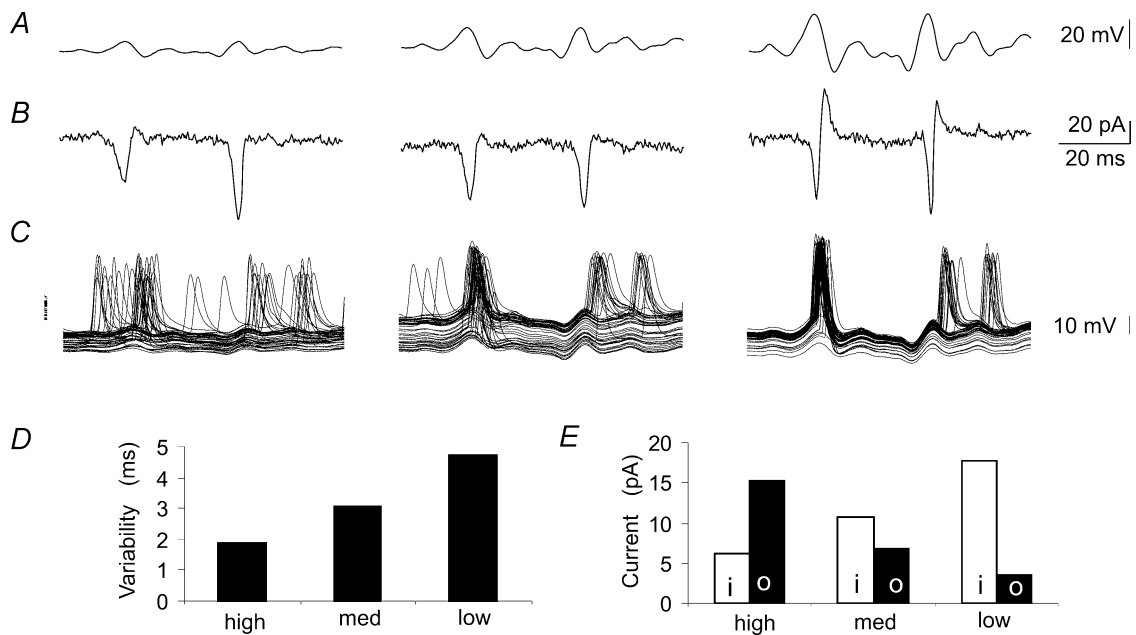 A
20 mV
B
20 pA
20 ms
C
10 mV
D
E
Variability (ms)
5
4
3
2
1
0
high med low
Current (pA)
20
15
10
5
0
i o i o i o
high med low